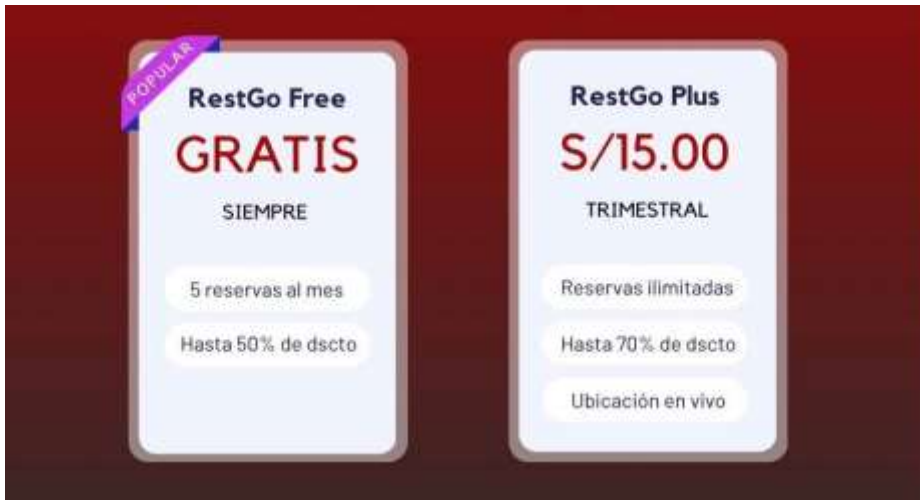 POPULAR
RestGo Free
GRATIS
SIEMPRE
5 reservas al mes
Hasta 50% de dscto
RestGo Plus
S/15.00
TRIMESTRAL
Reservas ilimitadas
Hasta 70% de dscto
Ubicación en vivo